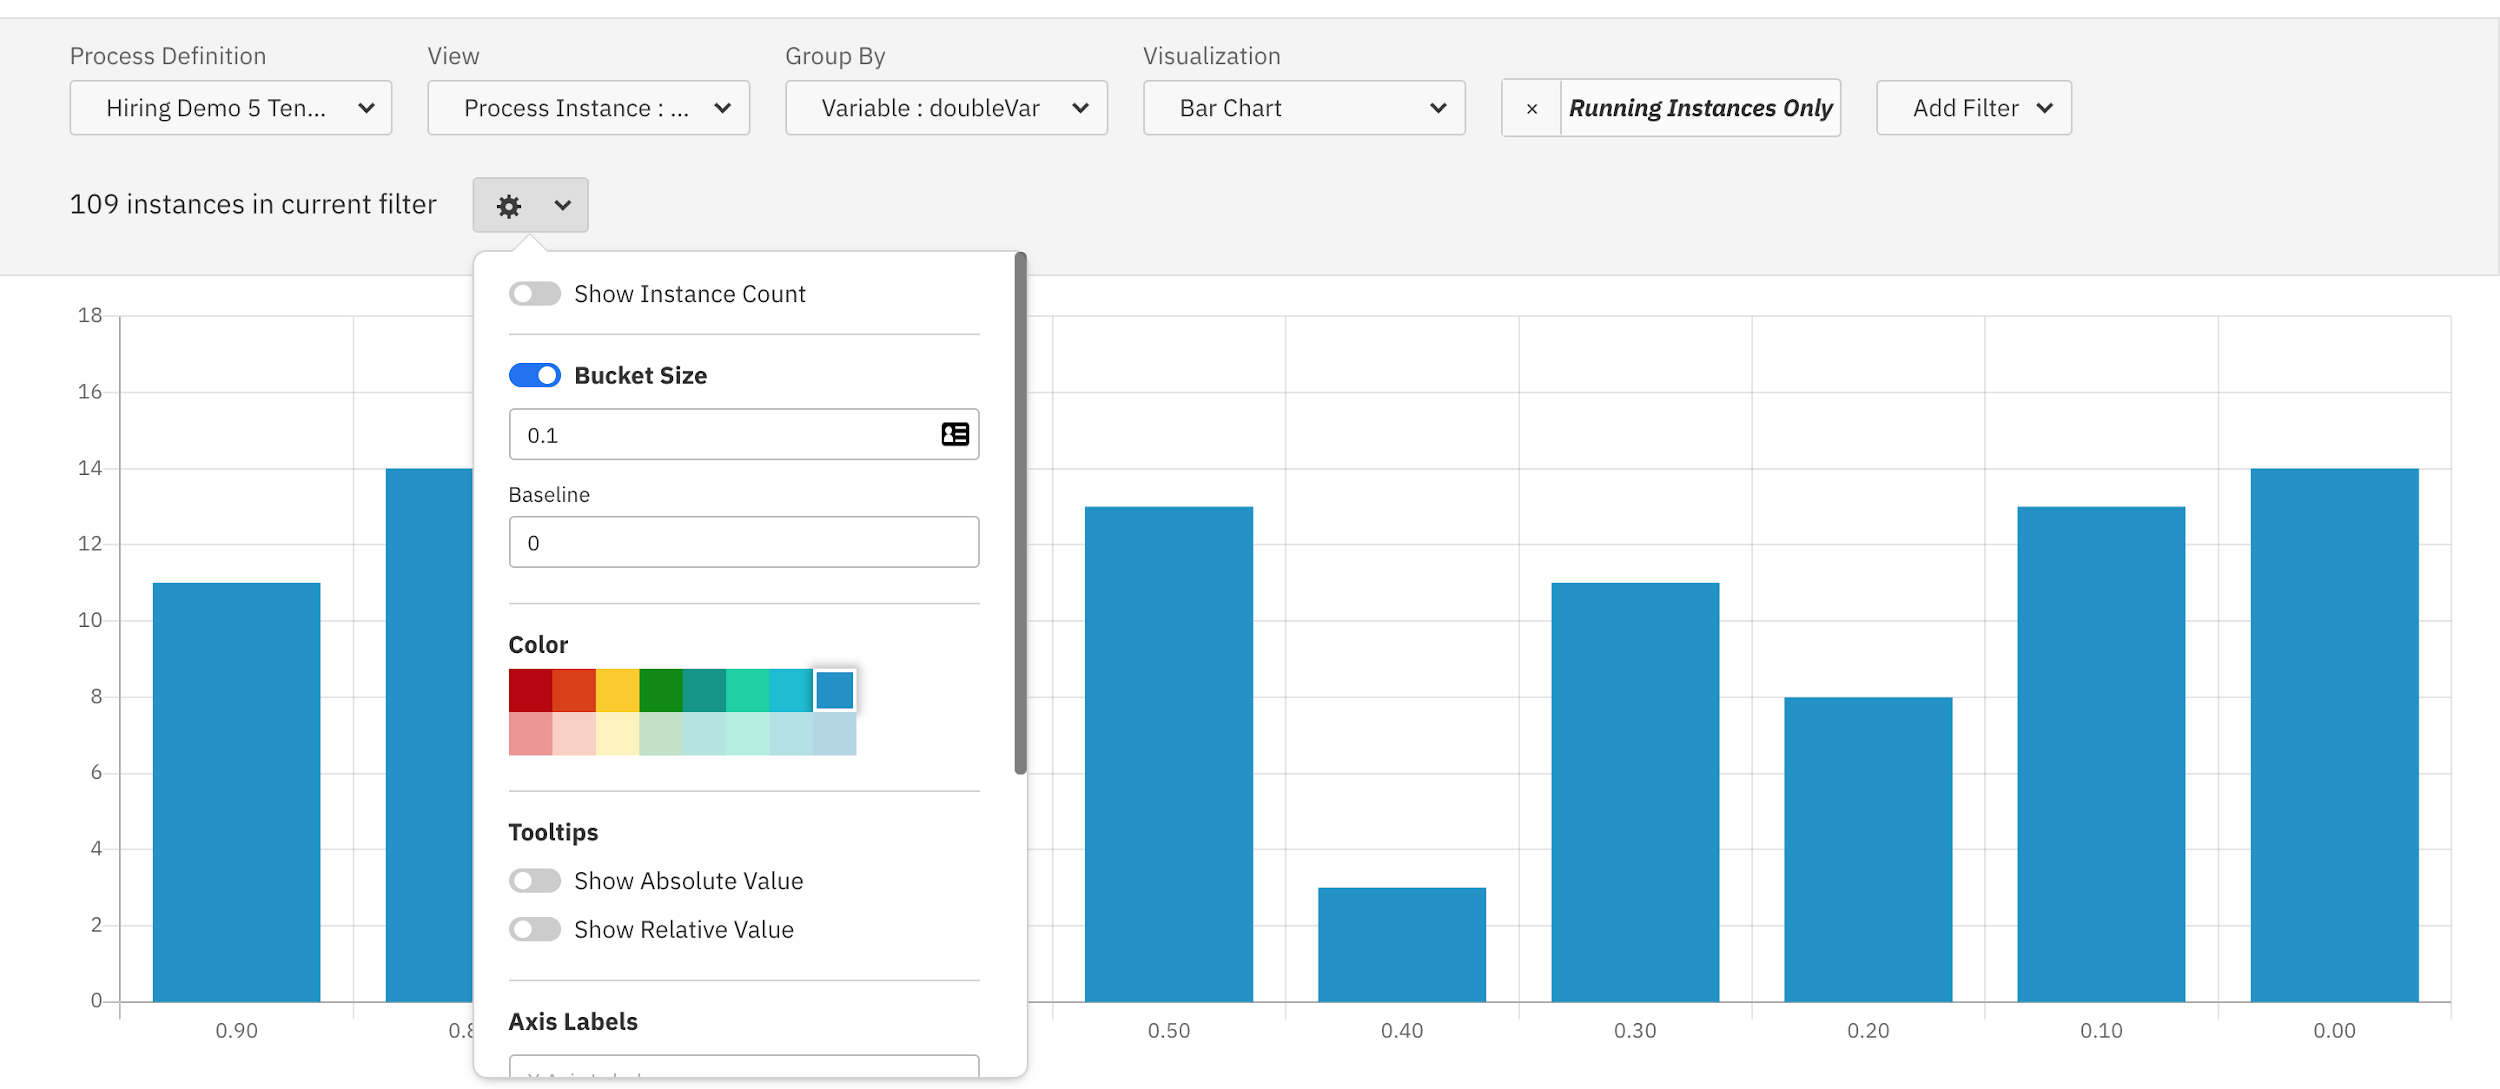 Process Definition
View
Group By
Visualization
Hiring Demo 5 Ten...
Process Instance : ...
Variable : doubleVar
Bar Chart
× Running Instances Only
Add Filter
109 instances in current filter
Show Instance Count
Bucket Size
0.1
Baseline
0
Color
Tooltips
Show Absolute Value
Show Relative Value
Axis Labels
18
16
14
12
10
8
6
4
2
0
0.90
0.50
0.40
0.30
0.20
0.10
0.00